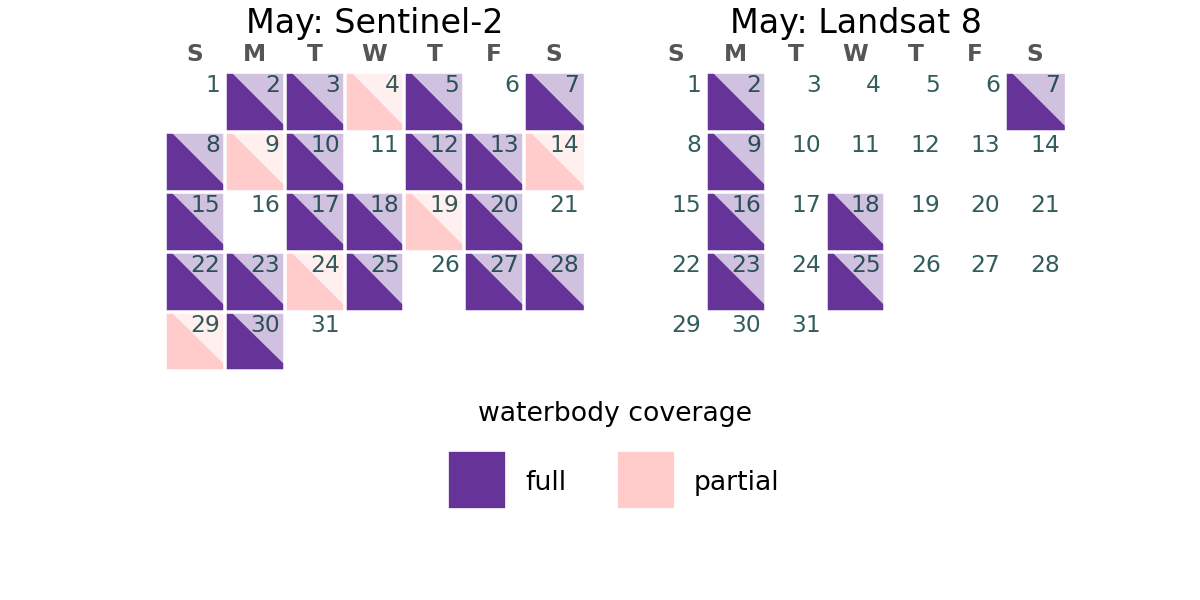 May: Sentinel-2
S M T W T F S
1 2 3 4 5 6 7
8 9 10 11 12 13 14
15 16 17 18 19 20 21
22 23 24 25 26 27 28
29 30 31
May: Landsat 8
S M T W T F S
1 2 3 4 5 6 7
8 9 10 11 12 13 14
15 16 17 18 19 20 21
22 23 24 25 26 27 28
29 30 31
waterbody coverage
full
partial